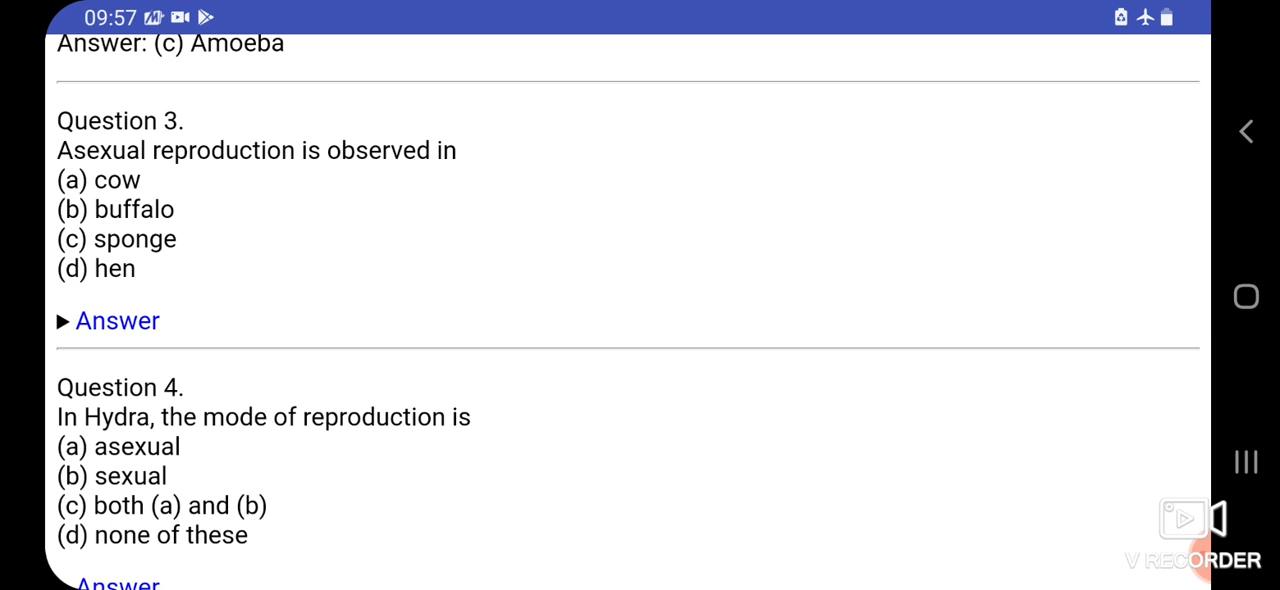 09:57
Answer: (c) Amoeba
Question 3.
Asexual reproduction is observed in
(a) cow
(b) buffalo
(c) sponge
(d) hen
▶ Answer
Question 4.
In Hydra, the mode of reproduction is
(a) asexual
(b) sexual
(c) both (a) and (b)
(d) none of these
Answer
V RECORDER